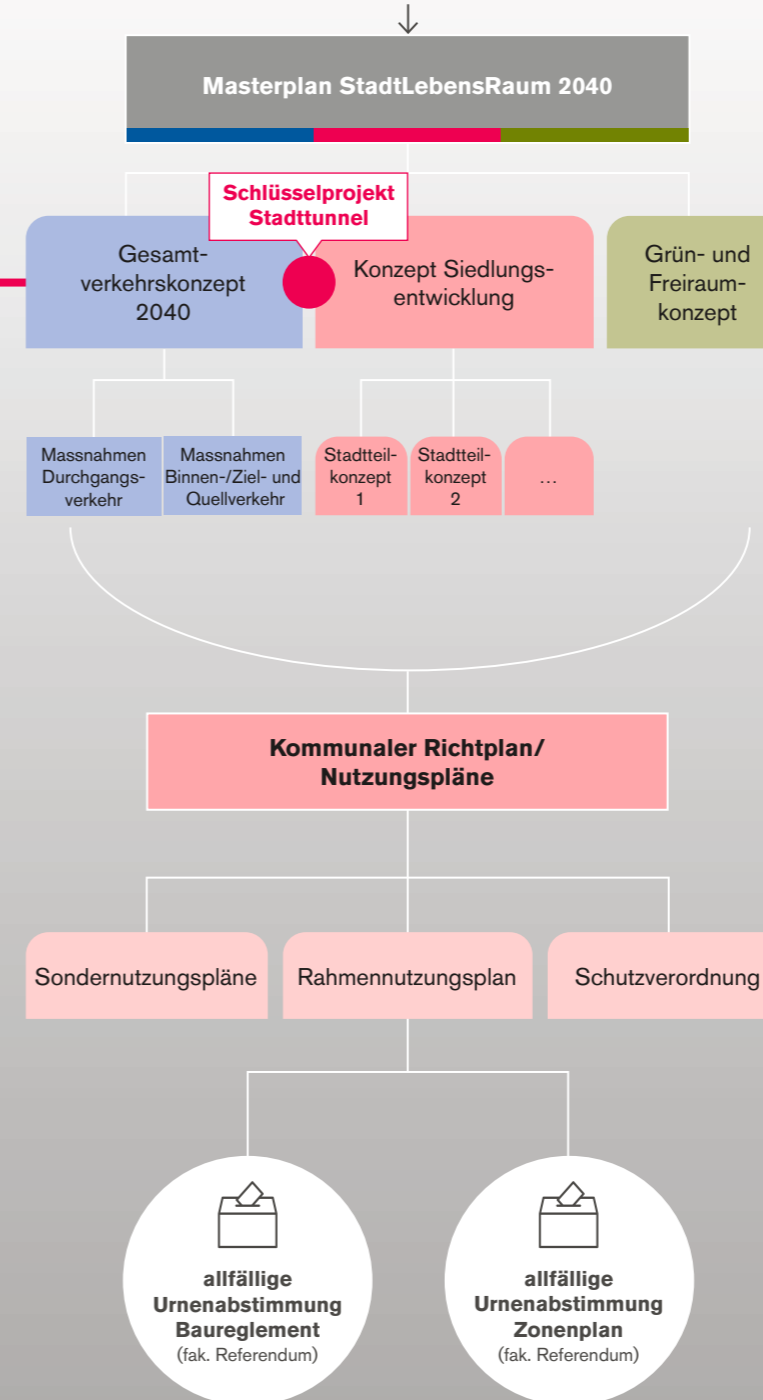 Masterplan StadtLebensRaum 2040
Schlüsselprojekt
Stadttunnel
Gesamt-
verkehrskonzept
2040
Konzept Siedlungs-
entwicklung
Grün- und
Freiraum-
konzept
Massnahmen
Durchgangs-
verkehr
Massnahmen
Binnen-/Ziel- und
Quellverkehr
Stadtteil-
konzept
1
Stadtteil-
konzept
2
...
Kommunaler Richtplan/
Nutzungspläne
Sondernutzungspläne
Rahmennutzungsplan
Schutzverordnung
allfällige
Urnenabstimmung
Baureglement
(fak. Referendum)
allfällige
Urnenabstimmung
Zonenplan
(fak. Referendum)